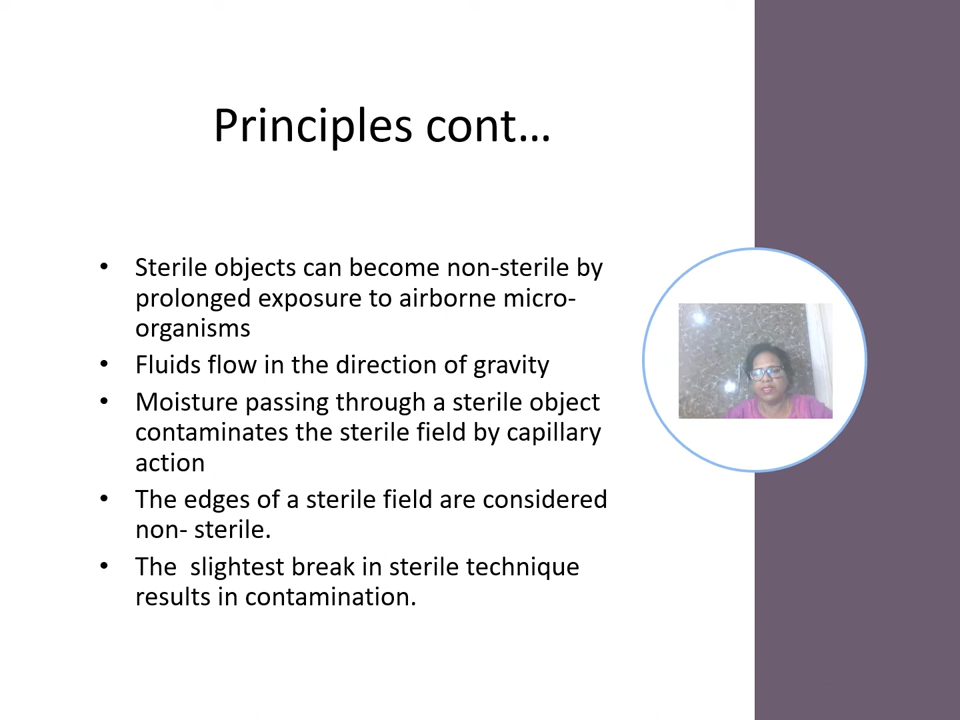 Principles cont…
• Sterile objects can become non-sterile by
prolonged exposure to airborne micro-
organisms
• Fluids flow in the direction of gravity
• Moisture passing through a sterile object
contaminates the sterile field by capillary
action
• The edges of a sterile field are considered
non- sterile.
• The  slightest break in sterile technique
results in contamination.